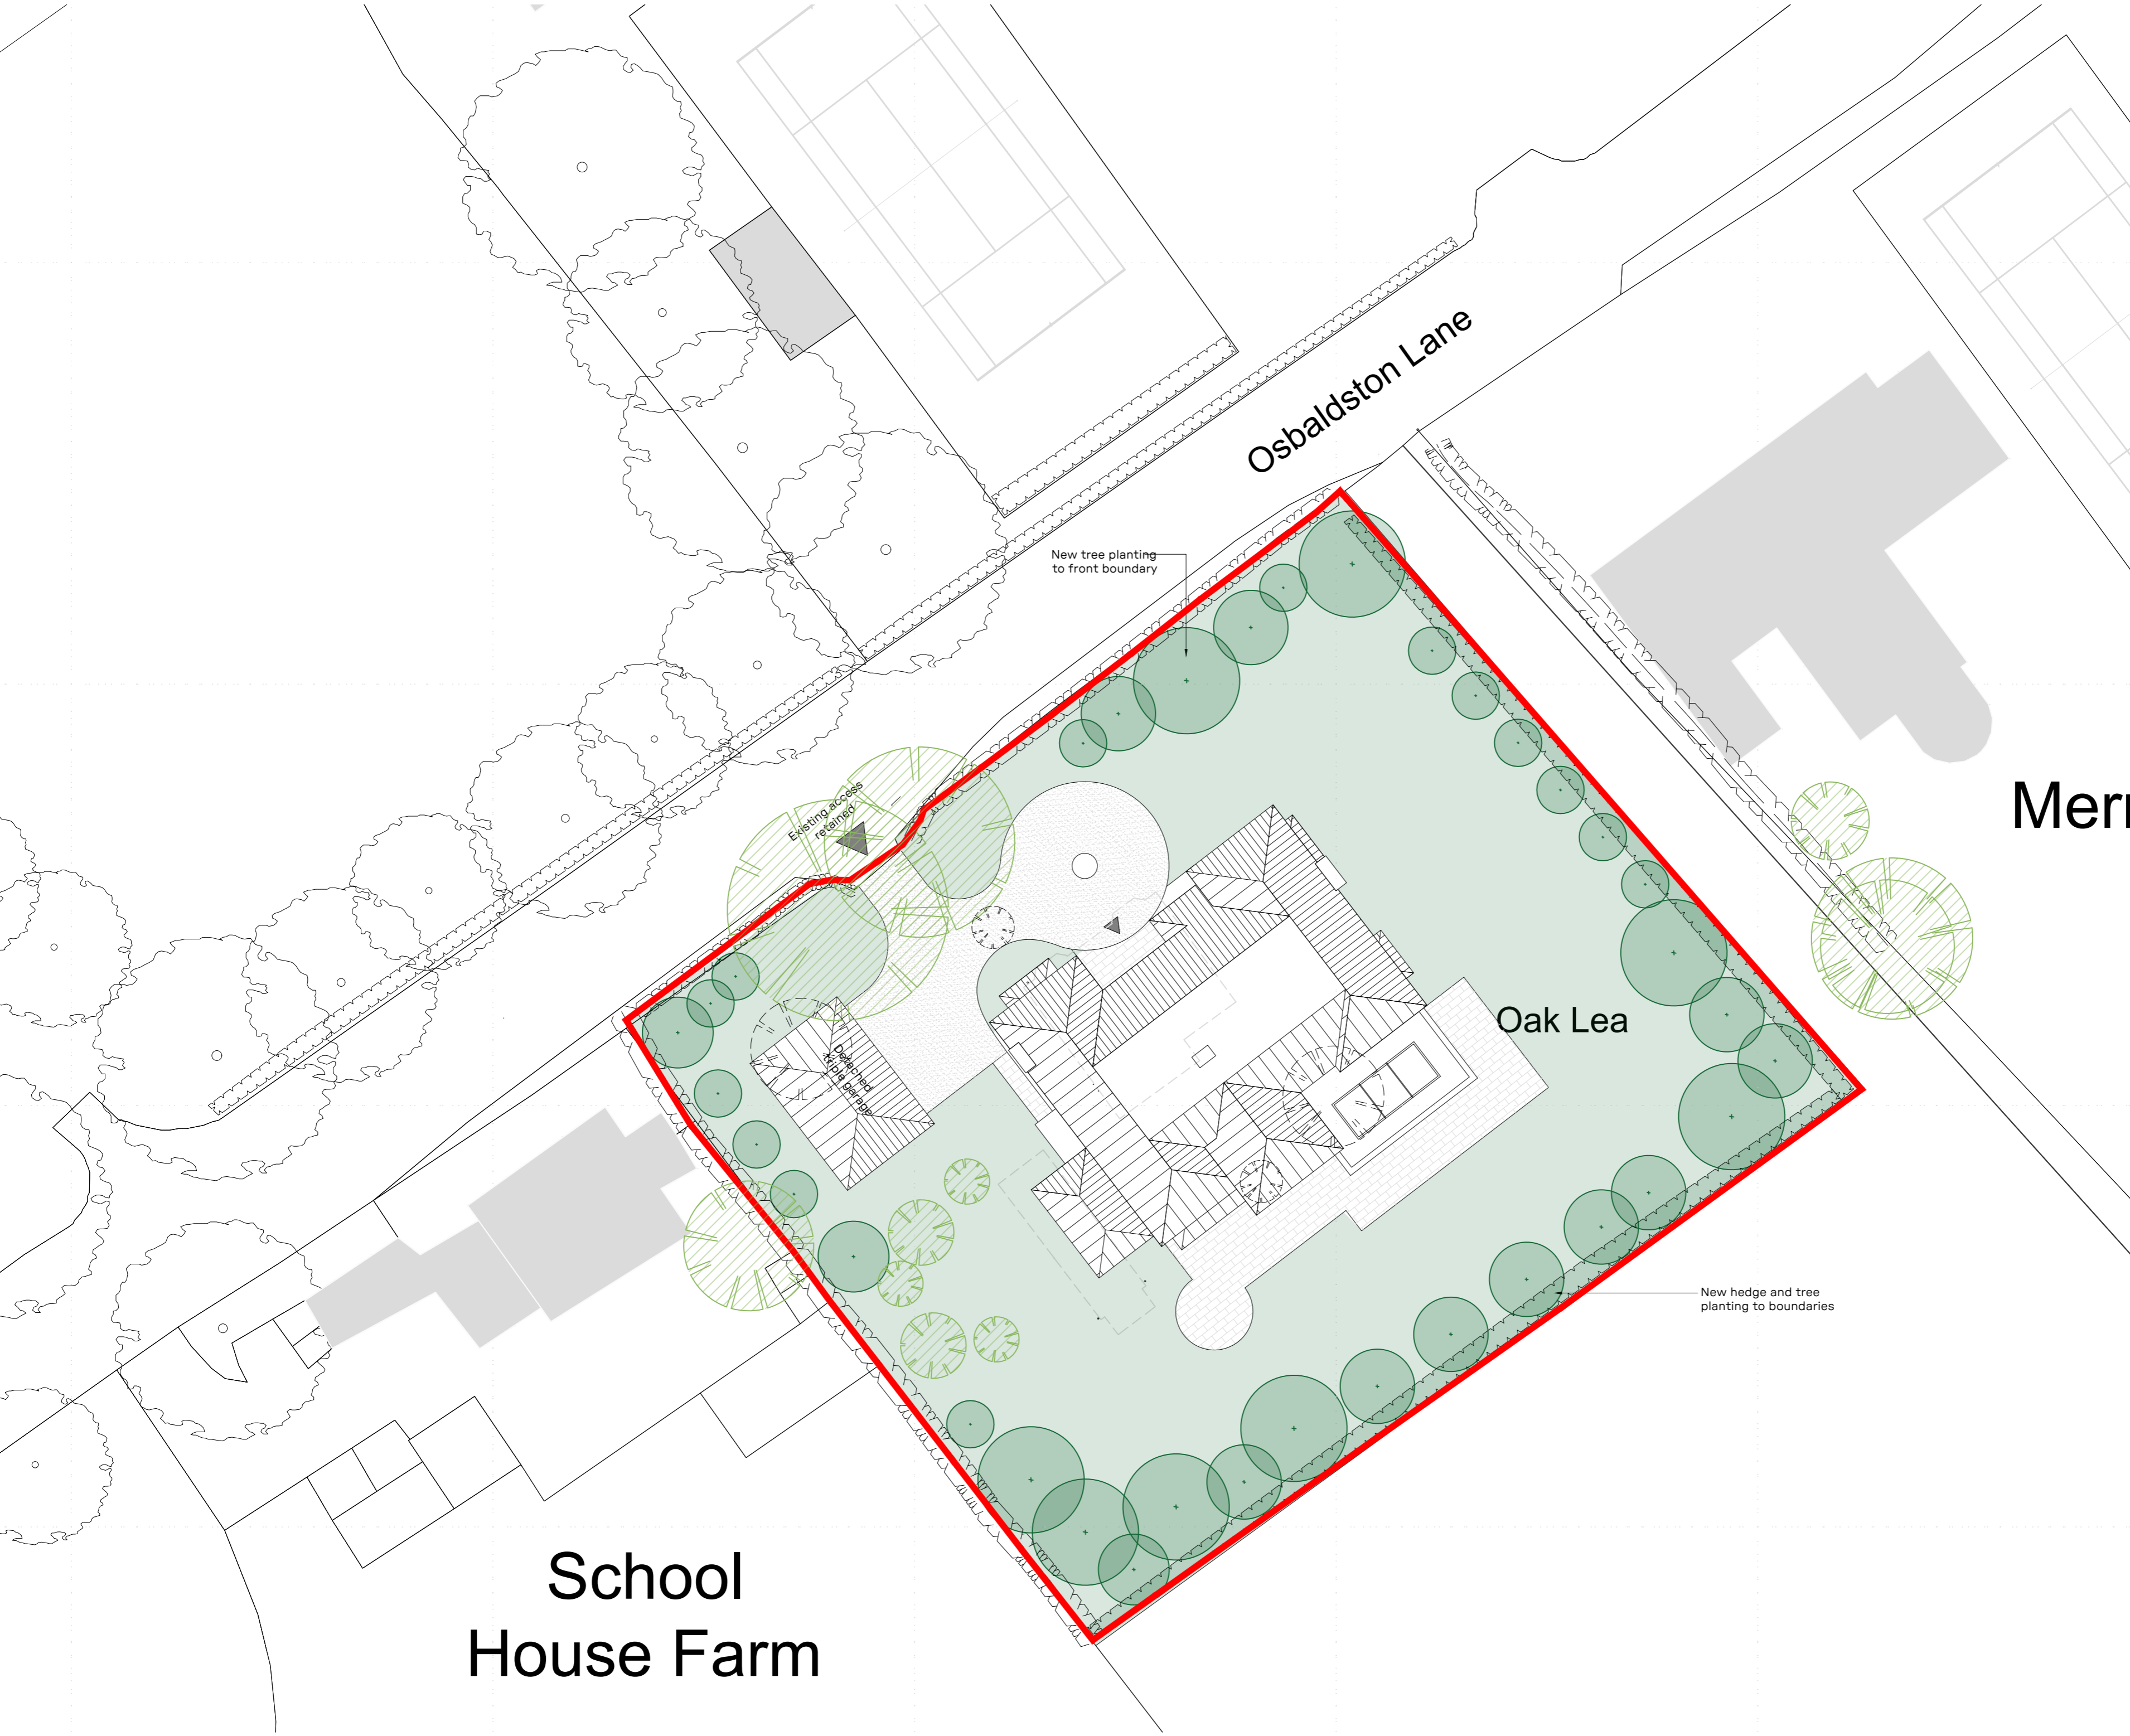 Osbaldston Lane
New tree planting
to front boundary
Existing access
retained
Merr
Oak Lea
Detached
garage
New hedge and tree
planting to boundaries
School
House Farm